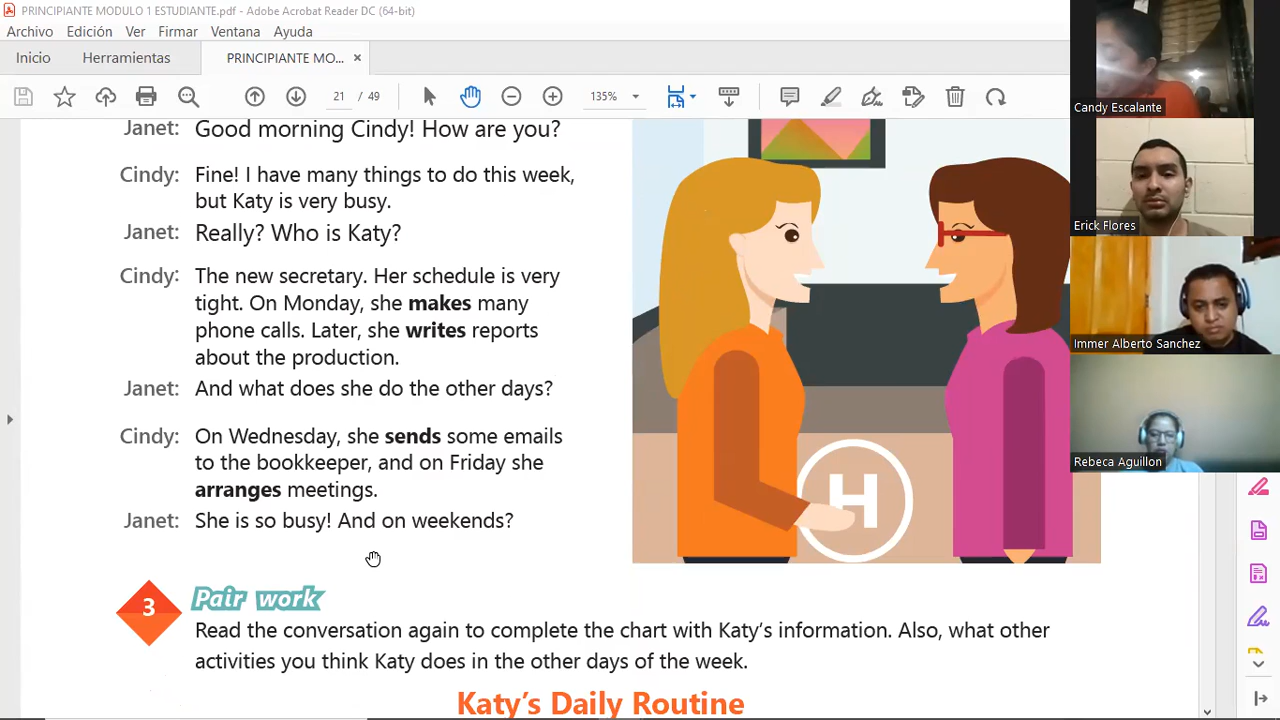 PRINCIPIANTE MODULO 1 ESTUDIANTE.pdf - Adobe Acrobat Reader DC (64-bit)
Archivo Edición Ver Firmar Ventana Ayuda
Inicio Herramientas PRINCIPIANTE MO... ×
21 / 49 135%
Janet: Good morning Cindy! How are you?
Cindy: Fine! I have many things to do this week,
but Katy is very busy.
Janet: Really? Who is Katy?
Cindy: The new secretary. Her schedule is very
tight. On Monday, she makes many
phone calls. Later, she writes reports
about the production.
Janet: And what does she do the other days?
Cindy: On Wednesday, she sends some emails
to the bookkeeper, and on Friday she
arranges meetings.
Janet: She is so busy! And on weekends?
H
3 Pair work
Read the conversation again to complete the chart with Katy's information. Also, what other
activities you think Katy does in the other days of the week.
Katy's Daily Routine
Candy Escalante
Erick Flores
Immer Alberto Sanchez
Rebeca Aguillon